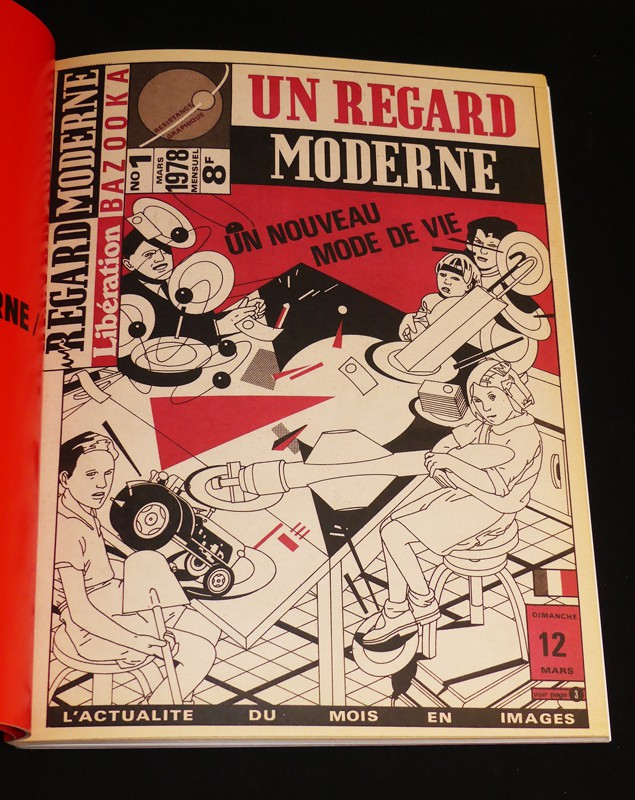 RNE /
REGARD MODERNE
Libération BAZOOKA
RESISTANCE
GRAPHIQUE
NO 1
MARS
1978
MENSUEL
8F
UN REGARD
MODERNE
UN NOUVEAU
MODE DE VIE
DIMANCHE
12
MARS
voir page 3
L'ACTUALITE DU MOIS EN IMAGES